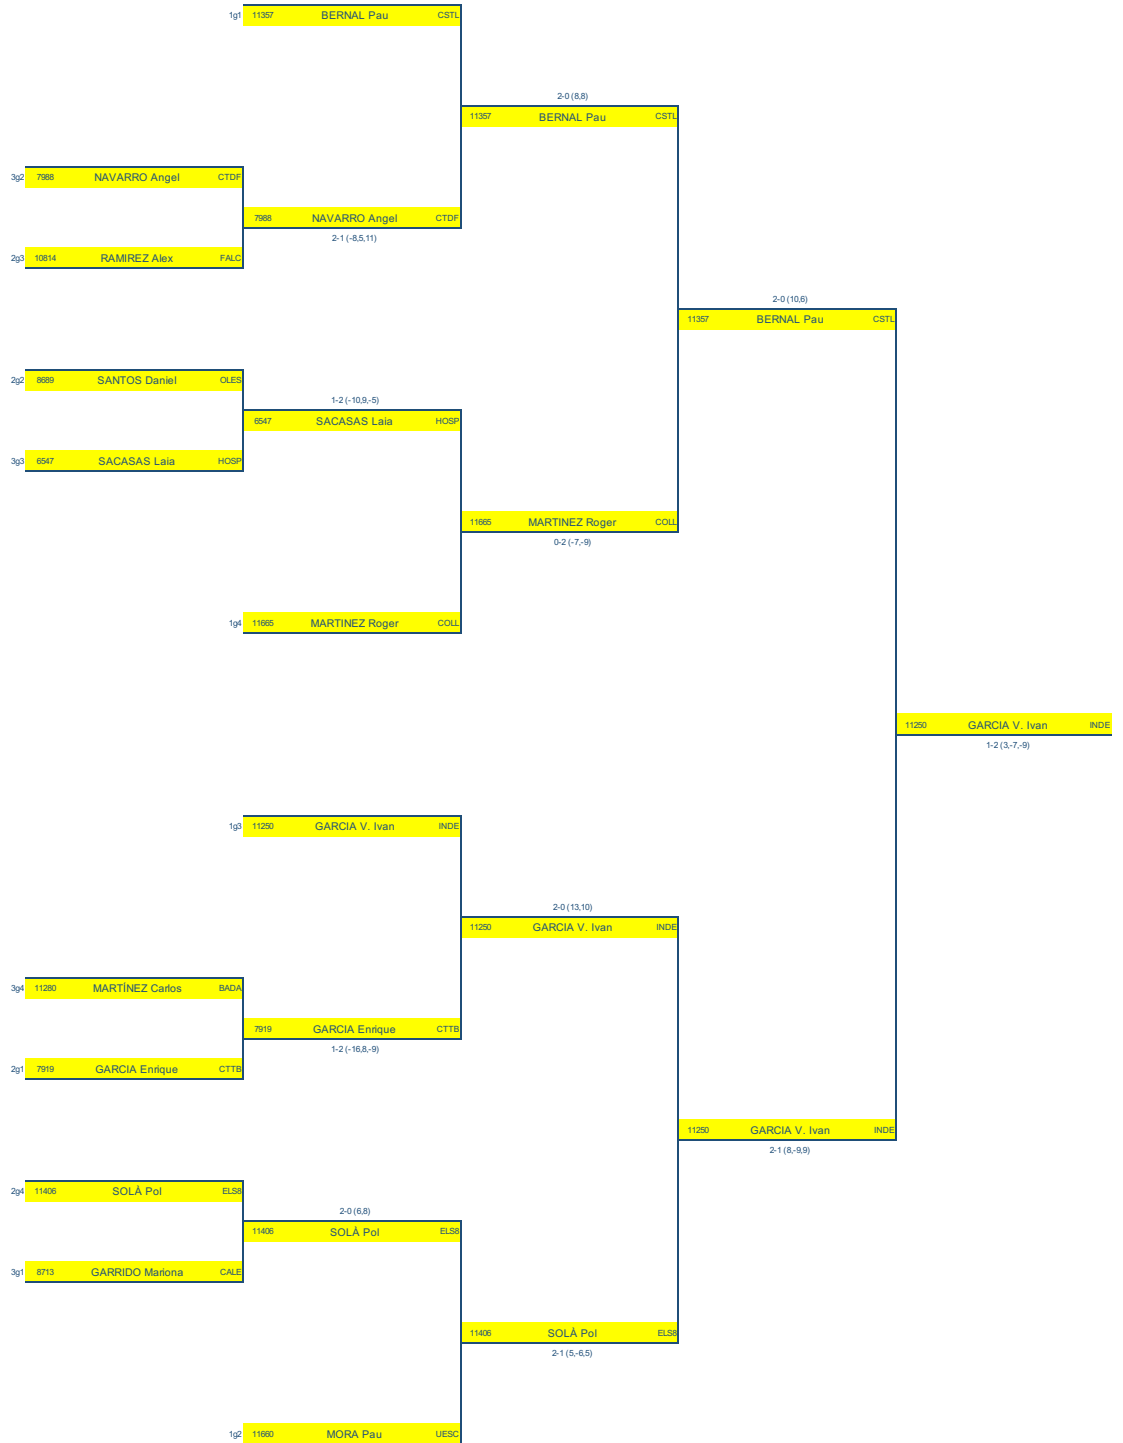 1g1 11357 BERNAL Pau CSTL
2-0 (8,8)
11357 BERNAL Pau CSTL
3g2 7988 NAVARRO Angel CTDF
7988 NAVARRO Angel CTDF
2-1 (-8,5,11)
2g3 10814 RAMIREZ Alex FALC
2-0 (10,6)
11357 BERNAL Pau CSTL
2g2 8689 SANTOS Daniel OLES
1-2 (-10,9,-5)
6547 SACASAS Laia HOSP
3g3 6547 SACASAS Laia HOSP
11665 MARTINEZ Roger COLL
0-2 (-7,-9)
1g4 11665 MARTINEZ Roger COLL
11250 GARCIA V. Ivan INDE
1-2 (3,-7,-9)
1g3 11250 GARCIA V. Ivan INDE
2-0 (13,10)
11250 GARCIA V. Ivan INDE
3g4 11280 MARTÍNEZ Carlos BADA
7919 GARCIA Enrique CTTB
1-2 (-16,8,-9)
2g1 7919 GARCIA Enrique CTTB
11250 GARCIA V. Ivan INDE
2-1 (8,-9,9)
2g4 11406 SOLÀ Pol ELS8
2-0 (6,8)
11406 SOLÀ Pol ELS8
3g1 8713 GARRIDO Mariona CALE
11406 SOLÀ Pol ELS8
2-1 (5,-6,5)
1g2 11660 MORA Pau UESC